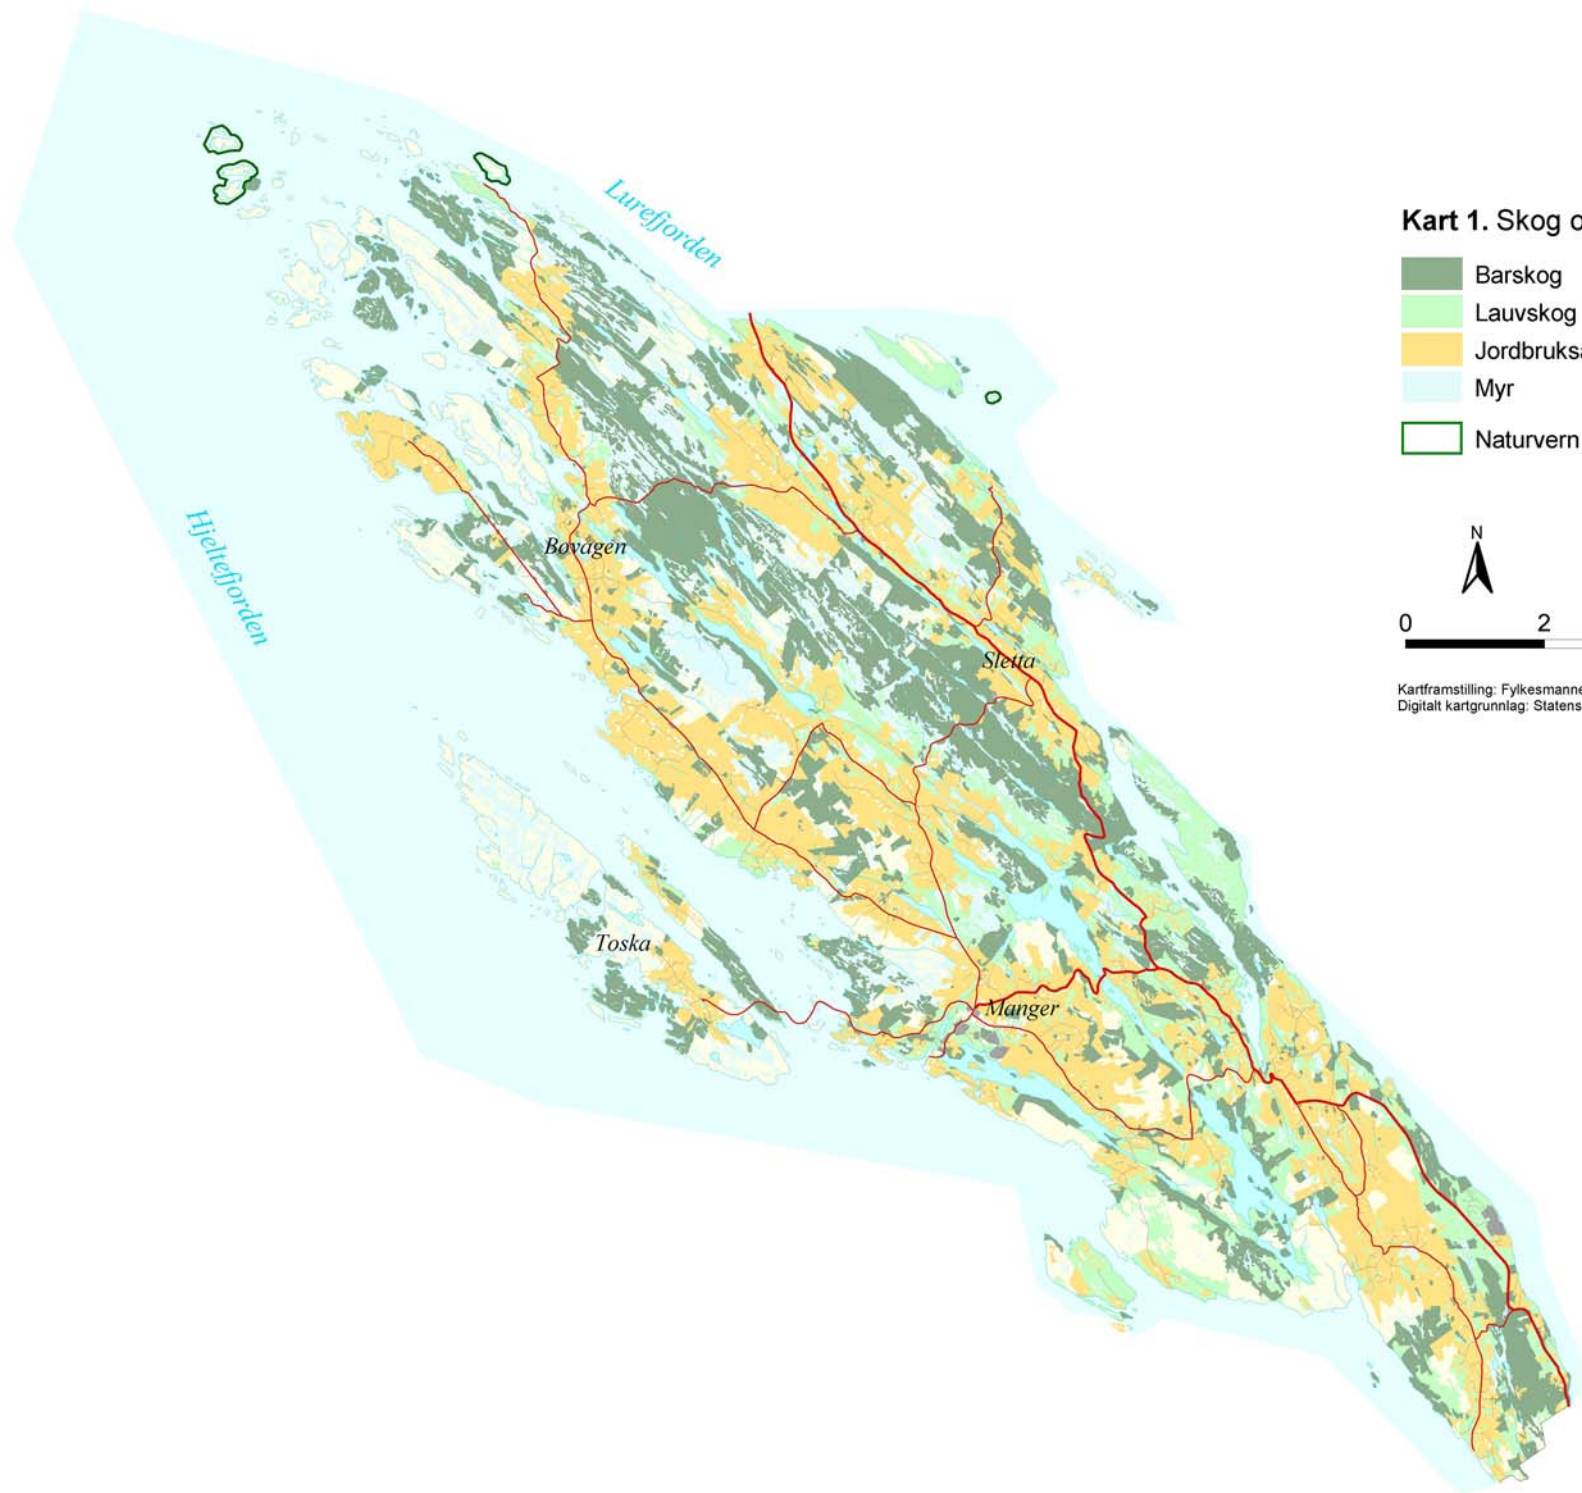 Lurefjorden
Hjeltefjorden
Bovågen
Sletta
Toska
Manger
Kart 1. Skog o
Barskog
Lauvskog
Jordbruksa
Myr
Naturvern
N
0 2
Kartframstilling: Fylkesmanne
Digitalt kartgrunnlag: Statens